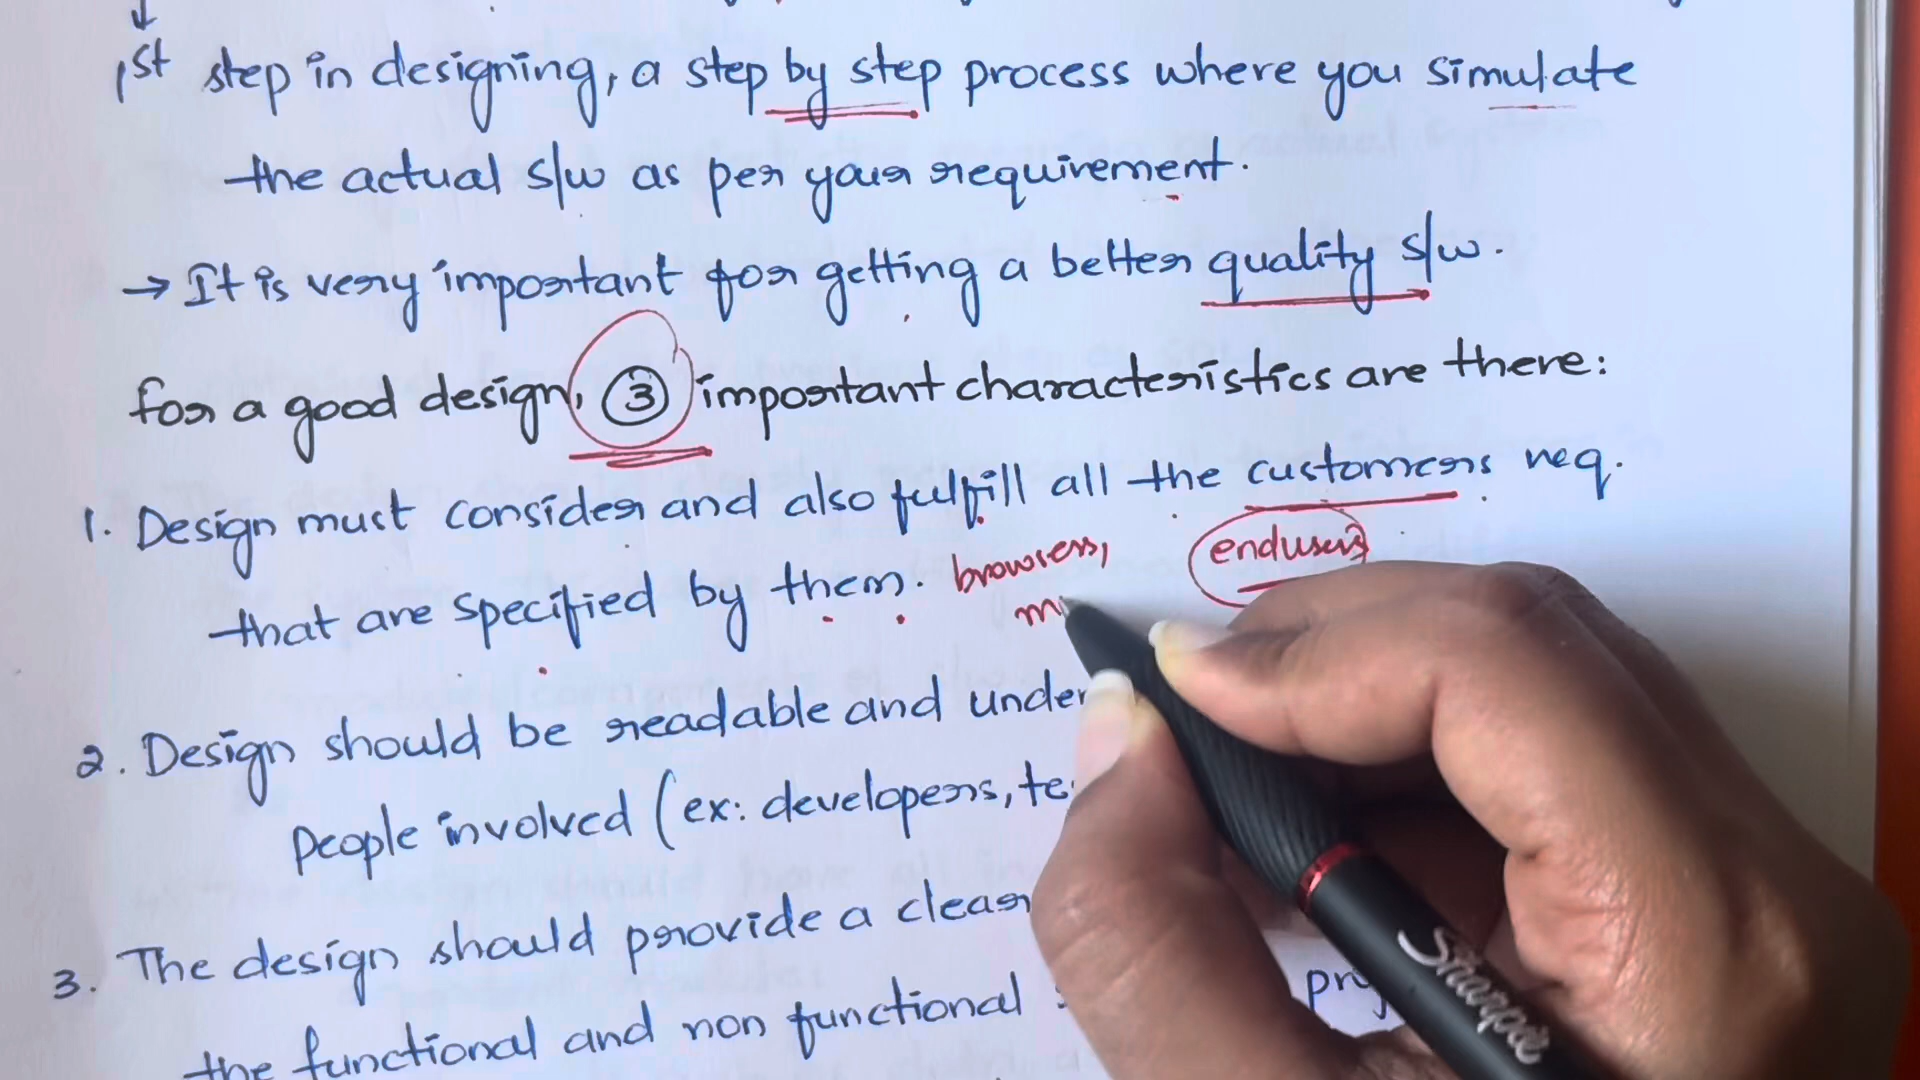 1st step in designing, a step by step process where you simulate
the actual s/w as per your requirement.
→ It is very important for getting a better quality s/w.
for a good design, ③ important characteristics are there:
1. Design must consider and also fulfill all the customers req.
that are specified by them. browsers, endusers
2. Design should be readable and under
people involved (ex: developers, te
3. The design should provide a clear
the functional and non functional
Sharpie